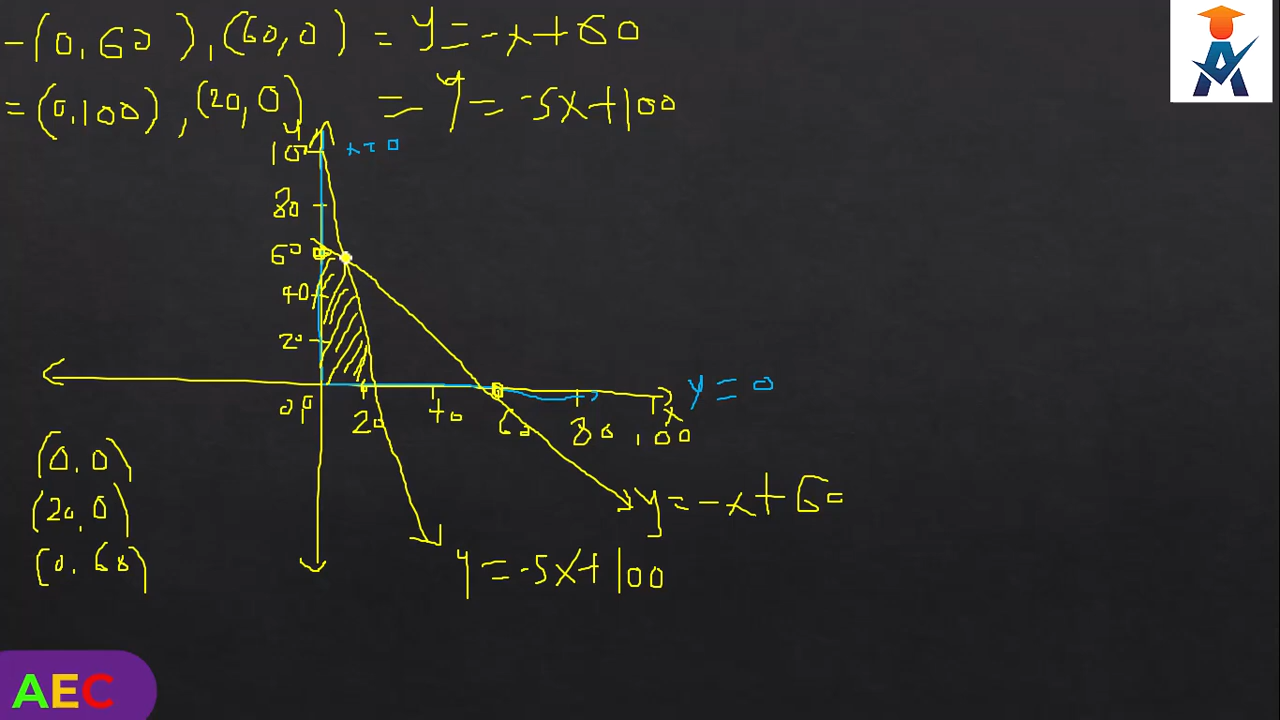 -(0,60), (60,0) = y = -x+60
=(0,100), (20,0) = y = -5x+100
y
10
x=0
80
60
40
20
y = 0
0
20
40
60
80
100
x
(0,0)
(20,0)
(0,60)
y = -x+60
y = -5x+100
AEC